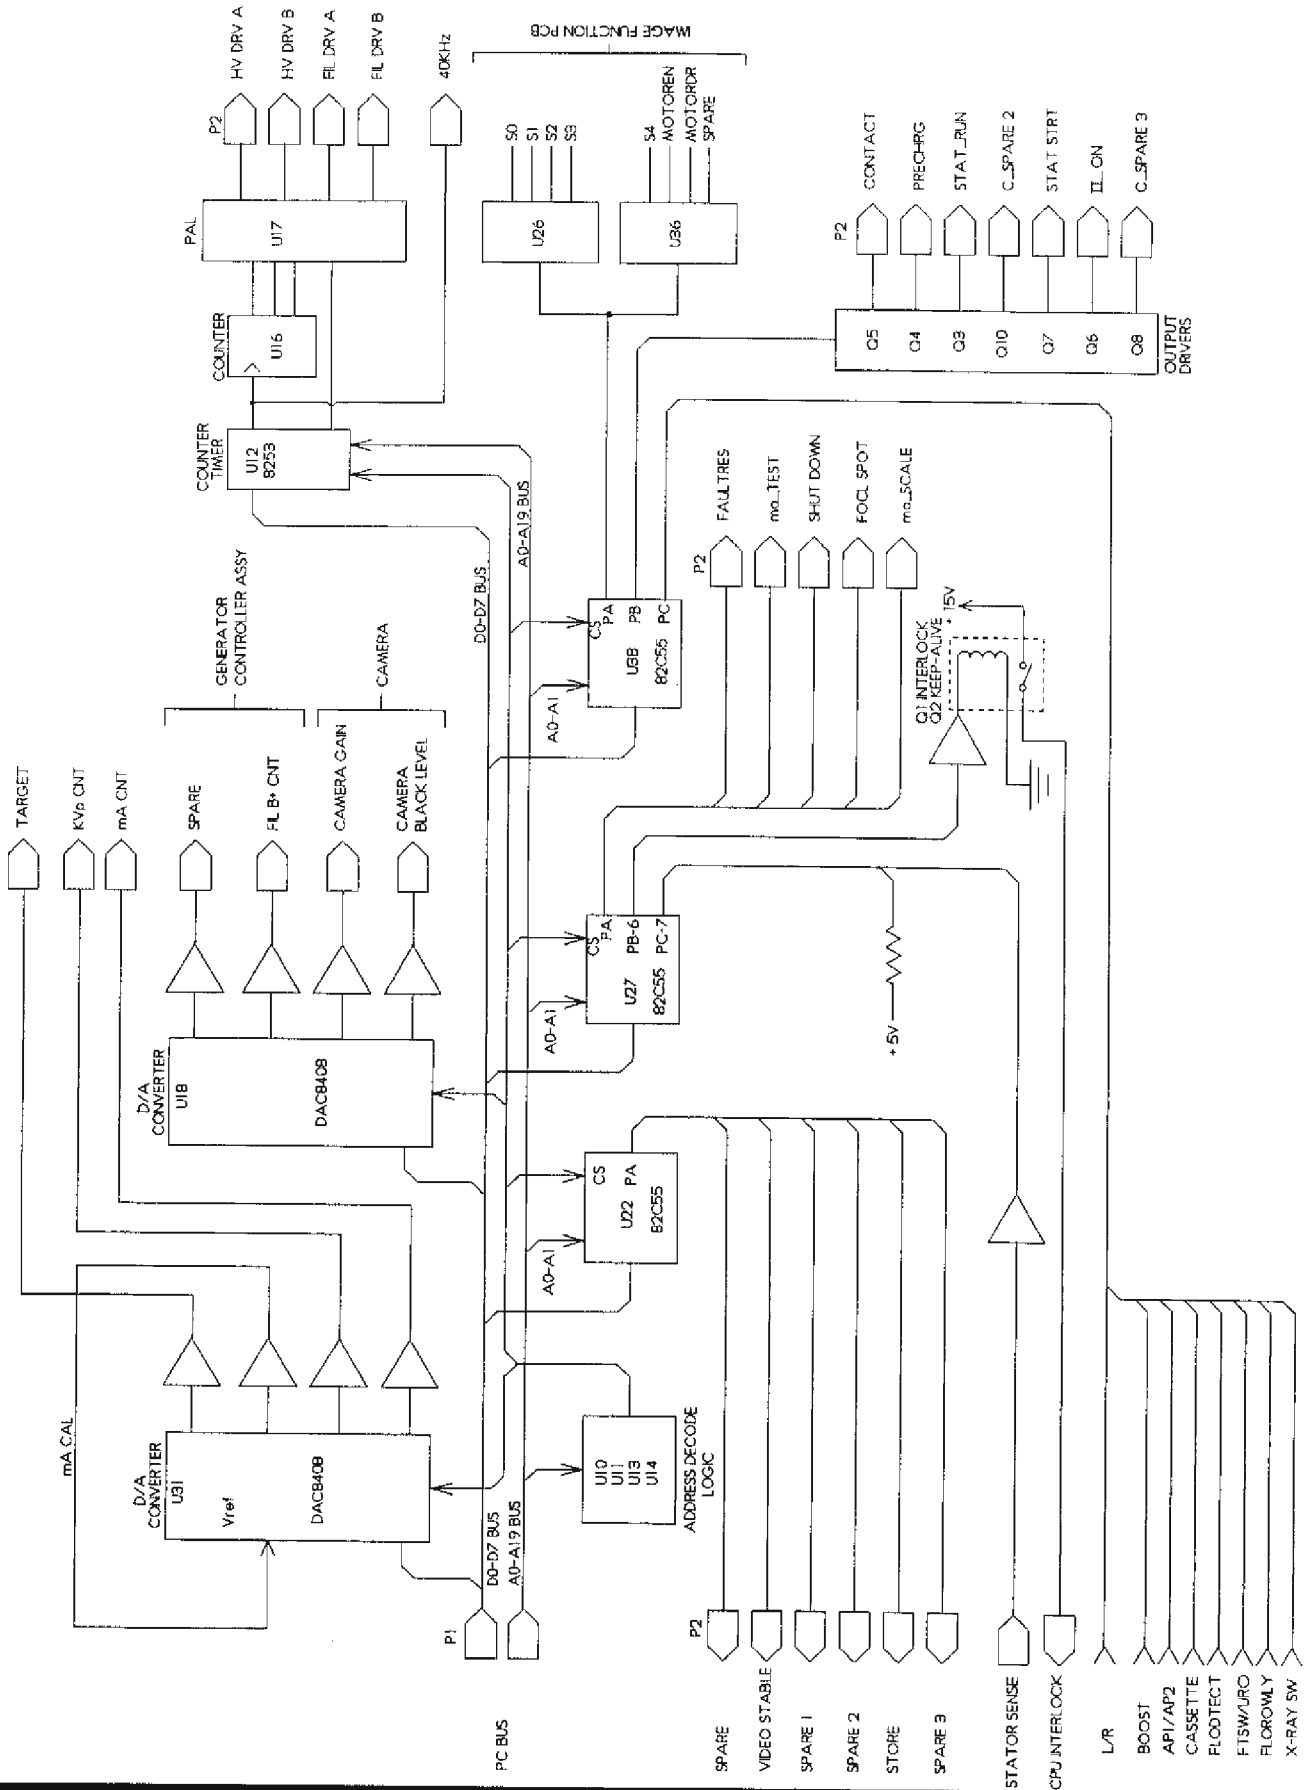 TARGET
KVp CNT
mA CNT
mA CAL
D/A
CONVERTER
U31
Vref
DAC8408
D/A
CONVERTER
U18
DAC8408
SPARE
FIL B+ CNT
CAMERA GAIN
CAMERA
BLACK LEVEL
GENERATOR
CONTROLLER ASSY
CAMERA
COUNTER
TIMER
U12
8253
COUNTER
U16
PAL
U17
P2
HV DRV A
HV DRV B
FIL DRV A
FIL DRV B
40KHz
P1
PC BUS
D0-D7 BUS
A0-A19 BUS
D0-D7 BUS
A0-A19 BUS
U10
U11
U13
U14
ADDRESS DECODE
LOGIC
A0-A1
CS
U22
PA
82C55
A0-A1
CS
PA
U27
PB-6
82C55
PC-7
A0-A1
CS
PA
U38
PB
82C55
PC
U26
S0
S1
S2
S3
U36
S4
MOTOREN
MOTORDR
SPARE
IMAGE FUNCTION PCB
P2
SPARE
VIDEO STABLE
SPARE 1
SPARE 2
STORE
SPARE 3
P2
FAULTRES
ma_TEST
SHUT DOWN
FOCL SPOT
ma_SCALE
Q5
Q4
Q3
Q10
Q7
Q6
Q8
OUTPUT
DRIVERS
P2
CONTACT
PRECHRG
STAT_RUN
C_SPARE 2
STAT STRT
II_ON
C_SPARE 3
+5V
Q1 INTERLOCK
Q2 KEEP-ALIVE
+ 15V
STATOR SENSE
CPU INTERLOCK
L/R
BOOST
AP1/AP2
CASSETTE
FLODTECT
FTSW/URO
FLOROWLY
X-RAY SW